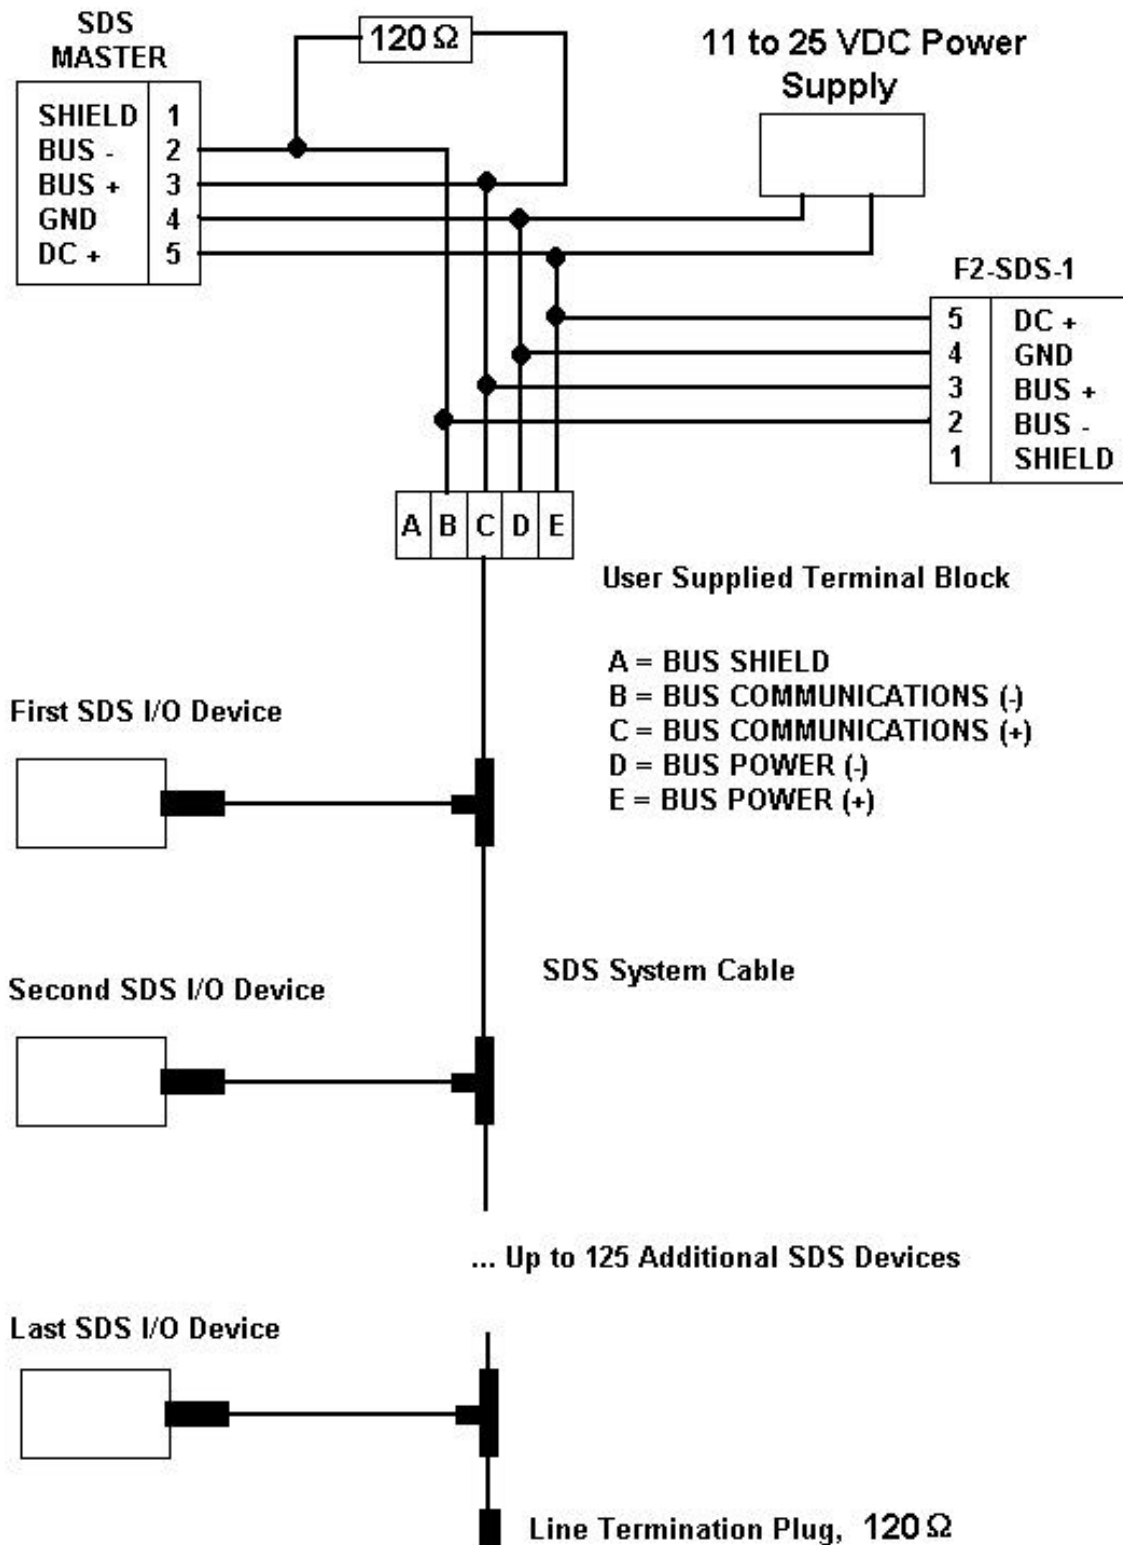 SDS
MASTER
120 Ω
11 to 25 VDC Power
Supply
SHIELD 1
BUS - 2
BUS + 3
GND 4
DC + 5
F2-SDS-1
5 DC +
4 GND
3 BUS +
2 BUS -
1 SHIELD
A B C D E
User Supplied Terminal Block
A = BUS SHIELD
B = BUS COMMUNICATIONS (-)
C = BUS COMMUNICATIONS (+)
D = BUS POWER (-)
E = BUS POWER (+)
First SDS I/O Device
SDS System Cable
Second SDS I/O Device
... Up to 125 Additional SDS Devices
Last SDS I/O Device
Line Termination Plug, 120 Ω